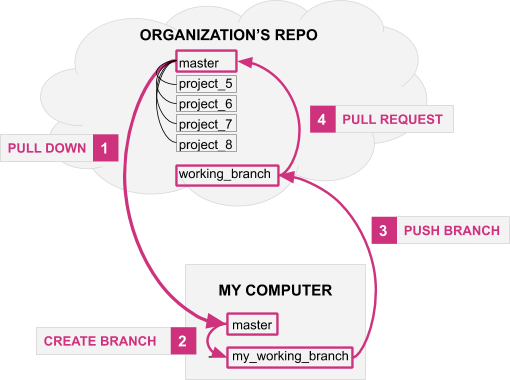 ORGANIZATION'S REPO
master
project_5
project_6
project_7
project_8
working_branch
PULL DOWN 1
4 PULL REQUEST
3 PUSH BRANCH
MY COMPUTER
master
CREATE BRANCH 2
my_working_branch